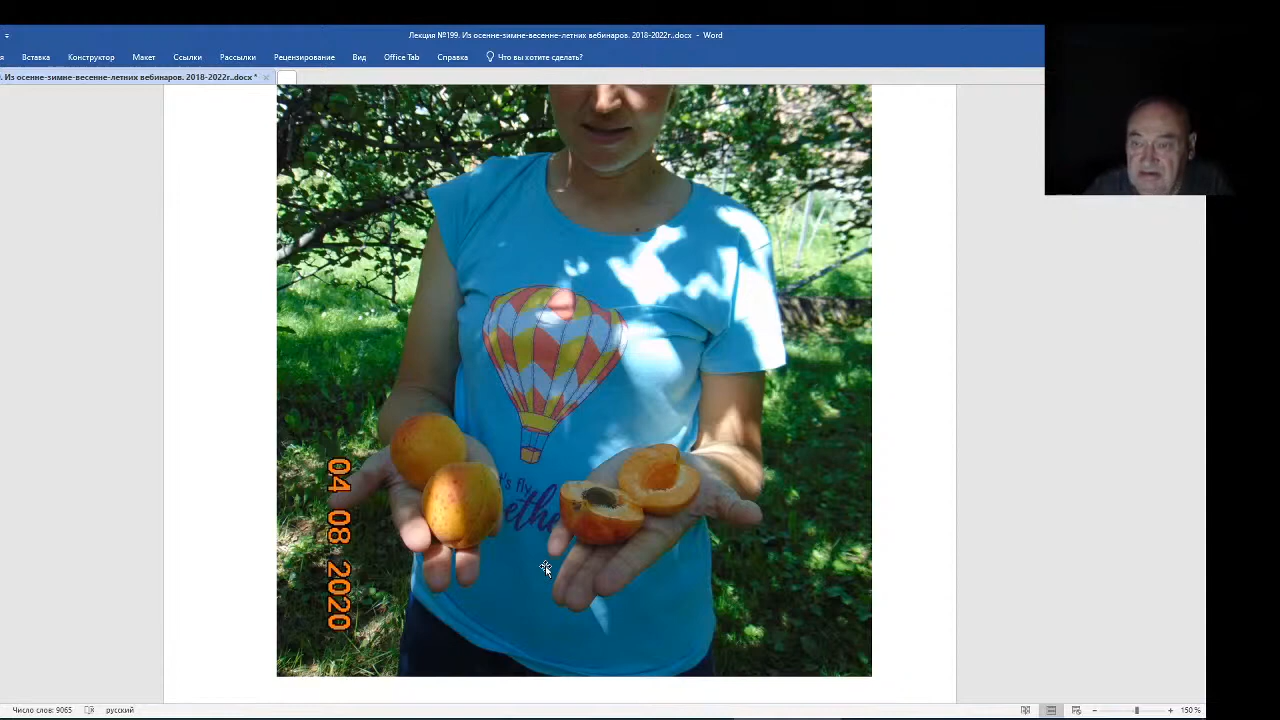 Лекция №199. Из осенне-зимне-весенне-летних вебинаров. 2018-2022г..docx - Word
Вставка Конструктор Макет Ссылки Рассылки Рецензирование Вид Office Tab Справка Что вы хотите сделать?
. Из осенне-зимне-весенне-летних вебинаров. 2018-2022г..docx *
04 08 2020
's fly
Число слов: 9065 русский 150 %